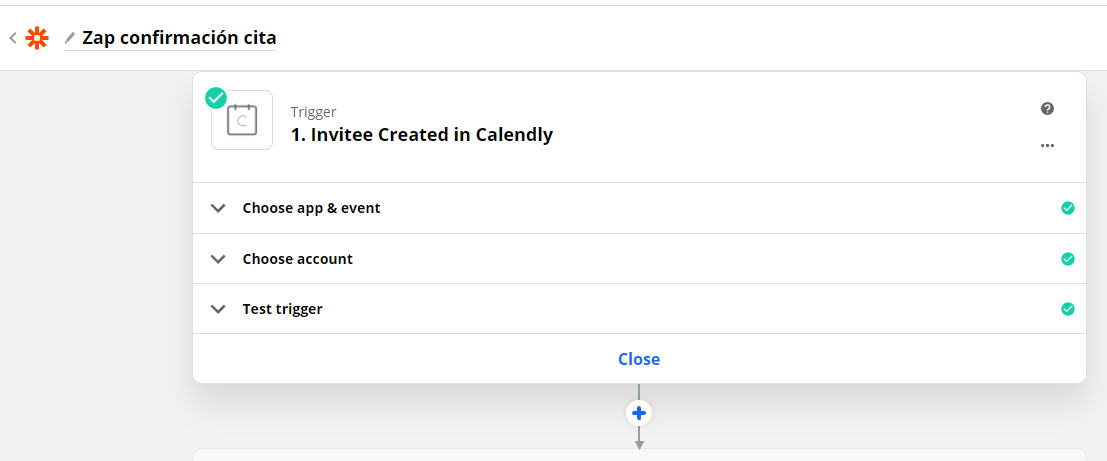 Zap confirmación cita
Trigger
1. Invitee Created in Calendly
Choose app & event
Choose account
Test trigger
Close